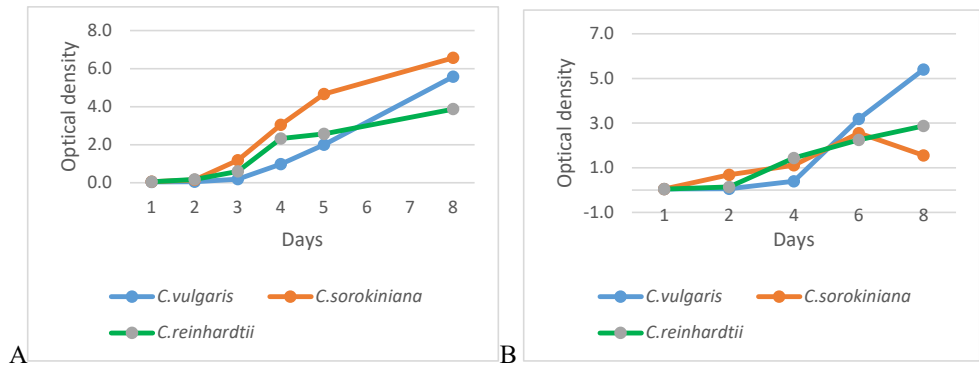 8.0
6.0
4.0
2.0
0.0
Optical density
1 2 3 4 5 6 7 8
Days
C.vulgaris C.sorokiniana
C.reinhardtii
A
7.0
5.0
3.0
1.0
-1.0
Optical density
1 2 4 6 8
Days
C.vulgaris C.sorokiniana
C.reinhardtii
B